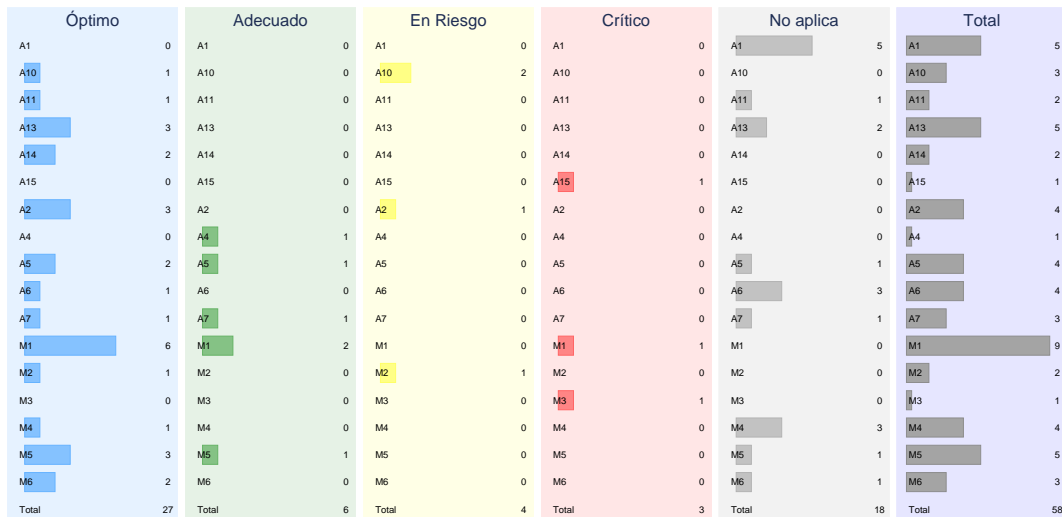 Óptimo Adecuado En Riesgo Crítico No aplica Total
A1 0 A1 0 A1 0 A1 0 A1 5 A1 5
A10 1 A10 0 A10 2 A10 0 A10 0 A10 3
A11 1 A11 0 A11 0 A11 0 A11 1 A11 2
A13 3 A13 0 A13 0 A13 0 A13 2 A13 5
A14 2 A14 0 A14 0 A14 0 A14 0 A14 2
A15 0 A15 0 A15 0 A15 1 A15 0 A15 1
A2 3 A2 0 A2 1 A2 0 A2 0 A2 4
A4 0 A4 1 A4 0 A4 0 A4 0 A4 1
A5 2 A5 1 A5 0 A5 0 A5 1 A5 4
A6 1 A6 0 A6 0 A6 0 A6 3 A6 4
A7 1 A7 1 A7 0 A7 0 A7 1 A7 3
M1 6 M1 2 M1 0 M1 1 M1 0 M1 9
M2 1 M2 0 M2 1 M2 0 M2 0 M2 2
M3 0 M3 0 M3 0 M3 1 M3 0 M3 1
M4 1 M4 0 M4 0 M4 0 M4 3 M4 4
M5 3 M5 1 M5 0 M5 0 M5 1 M5 5
M6 2 M6 0 M6 0 M6 0 M6 1 M6 3
Total 27 Total 6 Total 4 Total 3 Total 18 Total 58